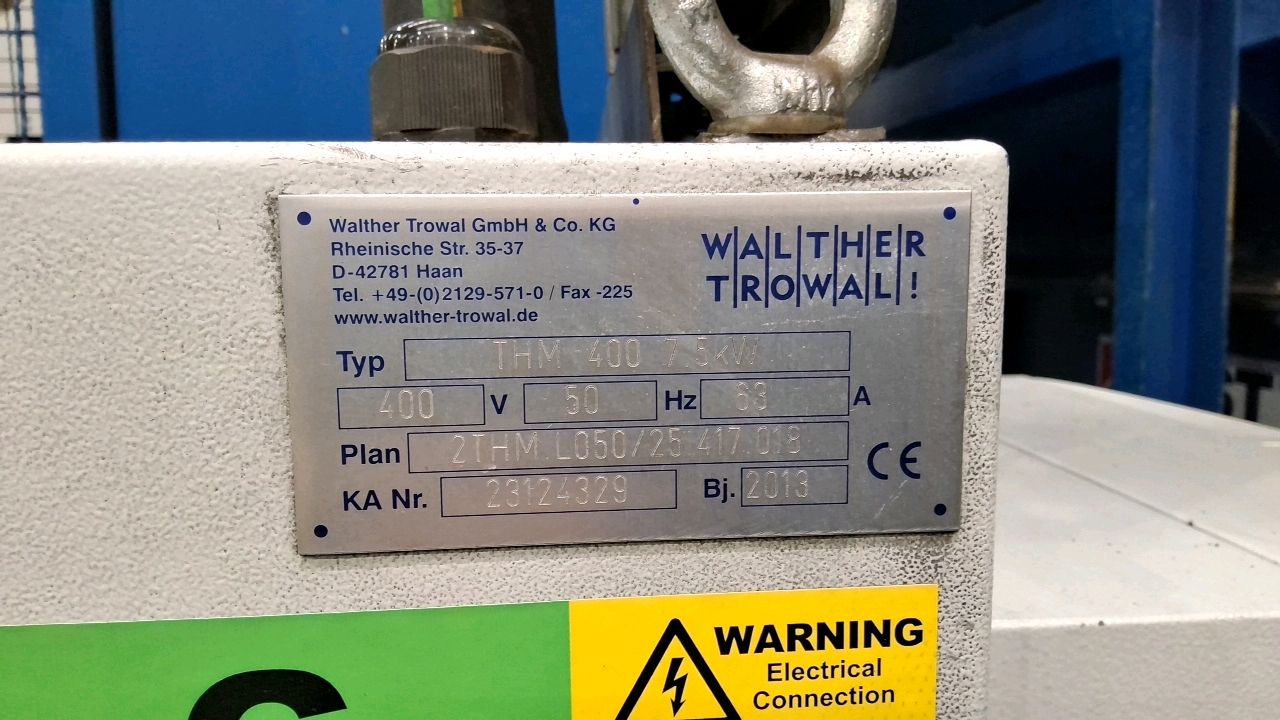 Walther Trowal GmbH & Co. KG
Rheinische Str. 35-37
D-42781 Haan
Tel. +49-(0)2129-571-0 / Fax -225
www.walther-trowal.de
WALTHER
TROWAL!
Typ THM 400 7.5kW
400 V 50 Hz 63 A
Plan 2THM.L050/25.417.018
KA Nr. 23124329 Bj. 2013
CE
WARNING
Electrical
Connection